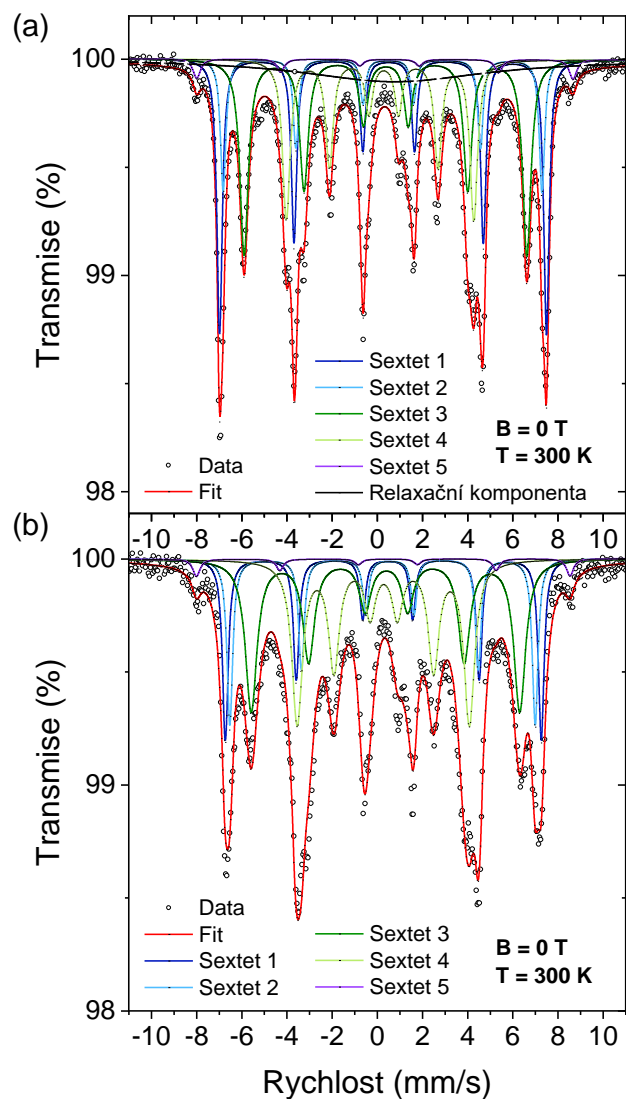 (a)
100
99
98
Transmise (%)
Data
Fit
Sextet 1
Sextet 2
Sextet 3
Sextet 4
Sextet 5
Relaxační komponenta
B = 0 T
T = 300 K
-10 -8 -6 -4 -2 0 2 4 6 8 10
(b)
100
99
98
Transmise (%)
Data
Fit
Sextet 1
Sextet 2
Sextet 3
Sextet 4
Sextet 5
B = 0 T
T = 300 K
-10 -8 -6 -4 -2 0 2 4 6 8 10
Rychlost (mm/s)